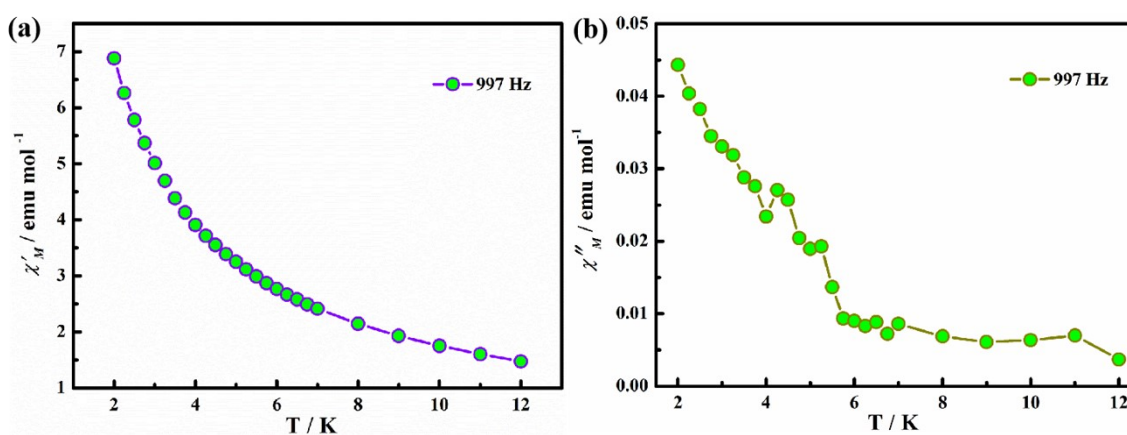 (a)
7
6
5
4
3
2
1
χ′M / emu mol-1
997 Hz
2 4 6 8 10 12
T / K
(b)
0.05
0.04
0.03
0.02
0.01
0.00
χ″M / emu mol-1
997 Hz
2 4 6 8 10 12
T / K